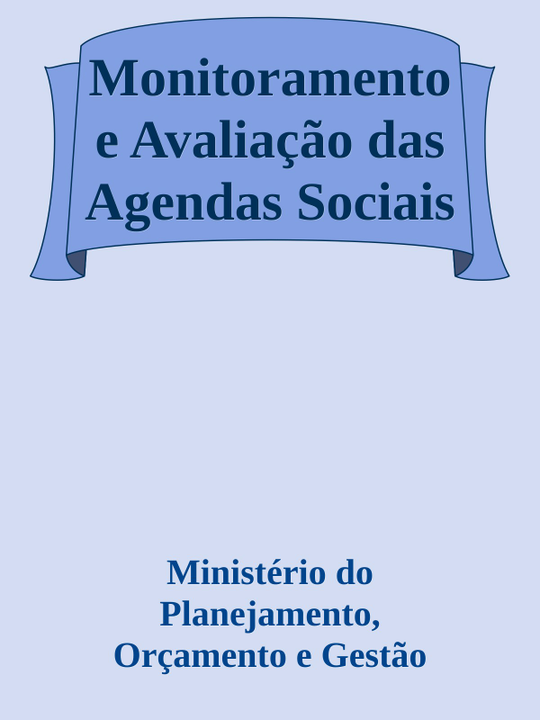 Monitoramento
e Avaliação das
Agendas Sociais
Ministério do
Planejamento,
Orçamento e Gestão